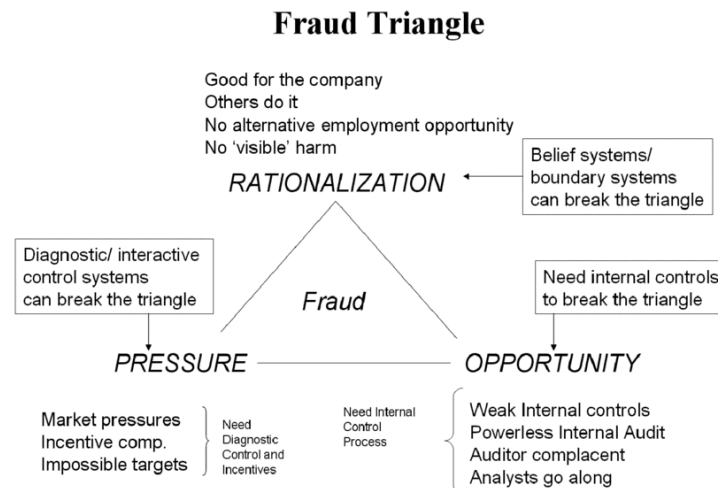 Fraud Triangle
Good for the company
Others do it
No alternative employment opportunity
No 'visible' harm
RATIONALIZATION
Belief systems/
boundary systems
can break the triangle
Diagnostic/ interactive
control systems
can break the triangle
Fraud
Need internal controls
to break the triangle
PRESSURE
OPPORTUNITY
Market pressures
Incentive comp.
Impossible targets
Need
Diagnostic
Control and
Incentives
Need Internal
Control
Process
Weak Internal controls
Powerless Internal Audit
Auditor complacent
Analysts go along